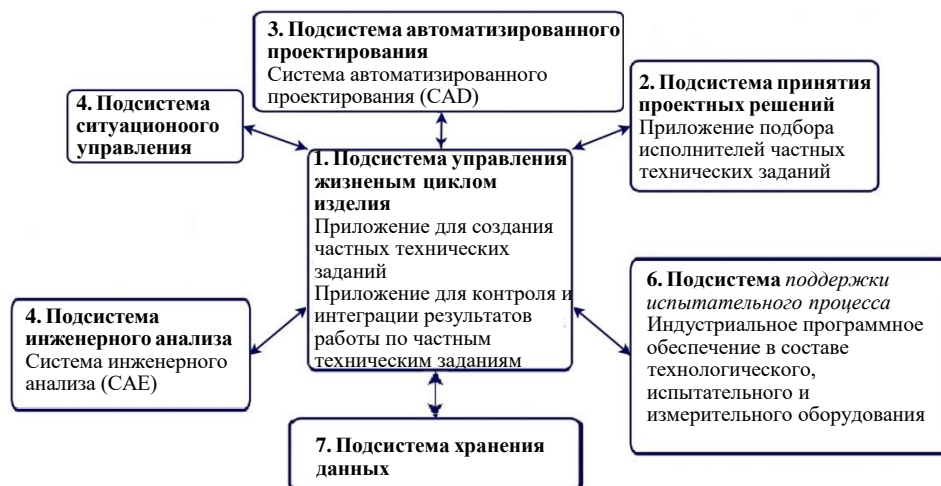 3. Подсистема автоматизированного
проектирования
Система автоматизированного
проектирования (CAD)
2. Подсистема принятия
проектных решений
Приложение подбора
исполнителей частных
технических заданий
4. Подсистема
ситуационоого
управления
1. Подсистема управления
жизненым циклом
изделия
Приложение для создания
частных технических
заданий
Приложение для контроля и
интеграции результатов
работы по частным
техническим заданиям
6. Подсистема поддержки
испытательного процесса
Индустриальное программное
обеспечение в составе
технологического,
испытательного и
измерительного оборудования
4. Подсистема
инженерного анализа
Система инженерного
анализа (CAE)
7. Подсистема хранения
данных